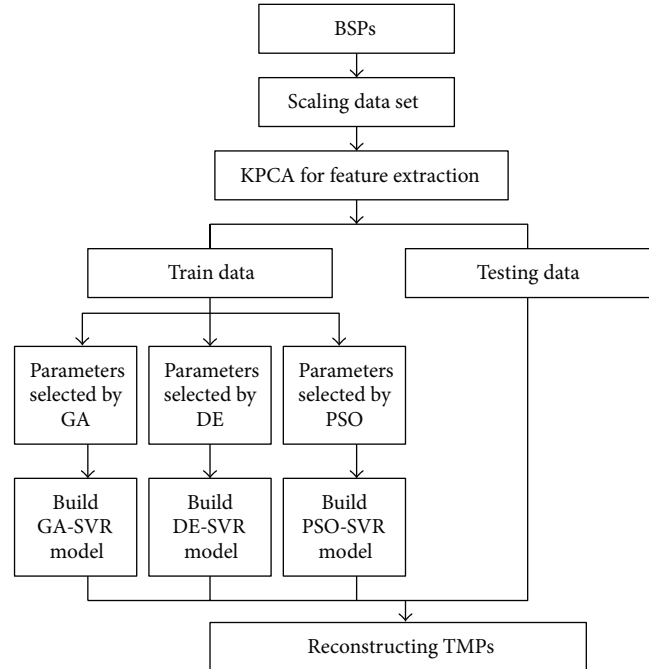 BSPs
Scaling data set
KPCA for feature extraction
Train data
Testing data
Parameters
selected by
GA
Parameters
selected by
DE
Parameters
selected by
PSO
Build
GA-SVR
model
Build
DE-SVR
model
Build
PSO-SVR
model
Reconstructing TMPs